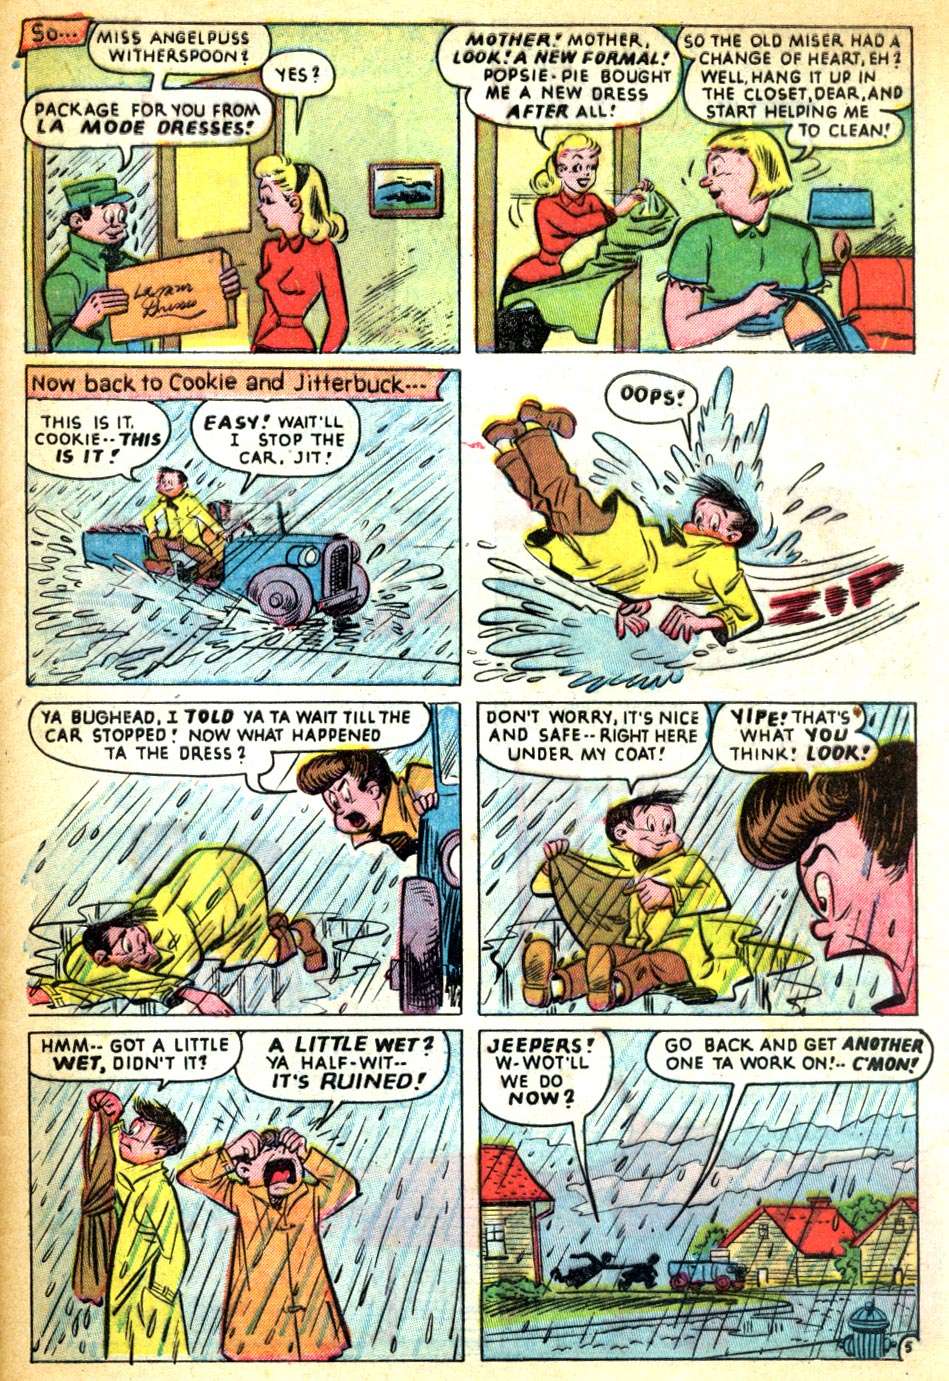 So...
MISS ANGELPUSS
WITHERSPOON?
YES?
PACKAGE FOR YOU FROM
LA MODE DRESSES!
La Mode
Dresses
MOTHER! MOTHER,
LOOK! A NEW FORMAL!
POPSIE-PIE BOUGHT
ME A NEW DRESS
AFTER ALL!
SO THE OLD MISER HAD A
CHANGE OF HEART, EH?
WELL, HANG IT UP IN
THE CLOSET, DEAR, AND
START HELPING ME
TO CLEAN!
Now back to Cookie and Jitterbuck...
THIS IS IT.
COOKIE--THIS
IS IT!
EASY! WAIT'LL
I STOP THE
CAR, JIT!
OOPS!
ZIP
YA BUGHEAD, I TOLD YA TA WAIT TILL THE
CAR STOPPED! NOW WHAT HAPPENED
TA THE DRESS?
DON'T WORRY, IT'S NICE
AND SAFE--RIGHT HERE
UNDER MY COAT!
YIPE! THAT'S
WHAT YOU
THINK! LOOK!
HMM-- GOT A LITTLE
WET, DIDN'T IT?
A LITTLE WET?
YA HALF-WIT--
IT'S RUINED!
JEEPERS!
W-WOT'LL
WE DO
NOW?
GO BACK AND GET ANOTHER
ONE TA WORK ON!-- C'MON!
5